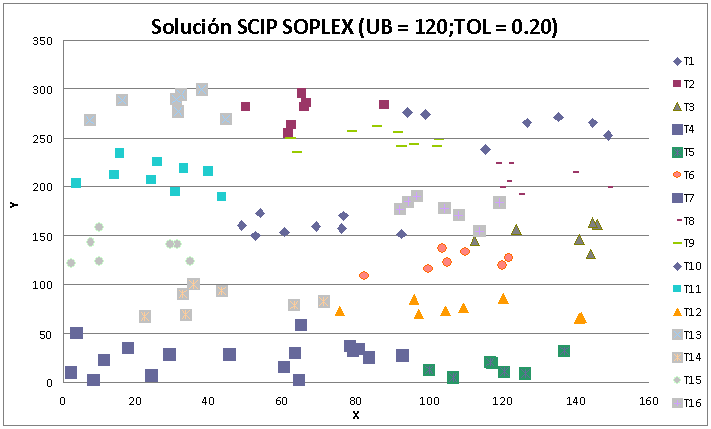 Solución SCIP SOPLEX (UB = 120;TOL = 0.20)
350
300
250
200
150
100
50
0
Y
0 20 40 60 80 100 120 140 160
X
T1
T2
T3
T4
T5
T6
T7
T8
T9
T10
T11
T12
T13
T14
T15
T16